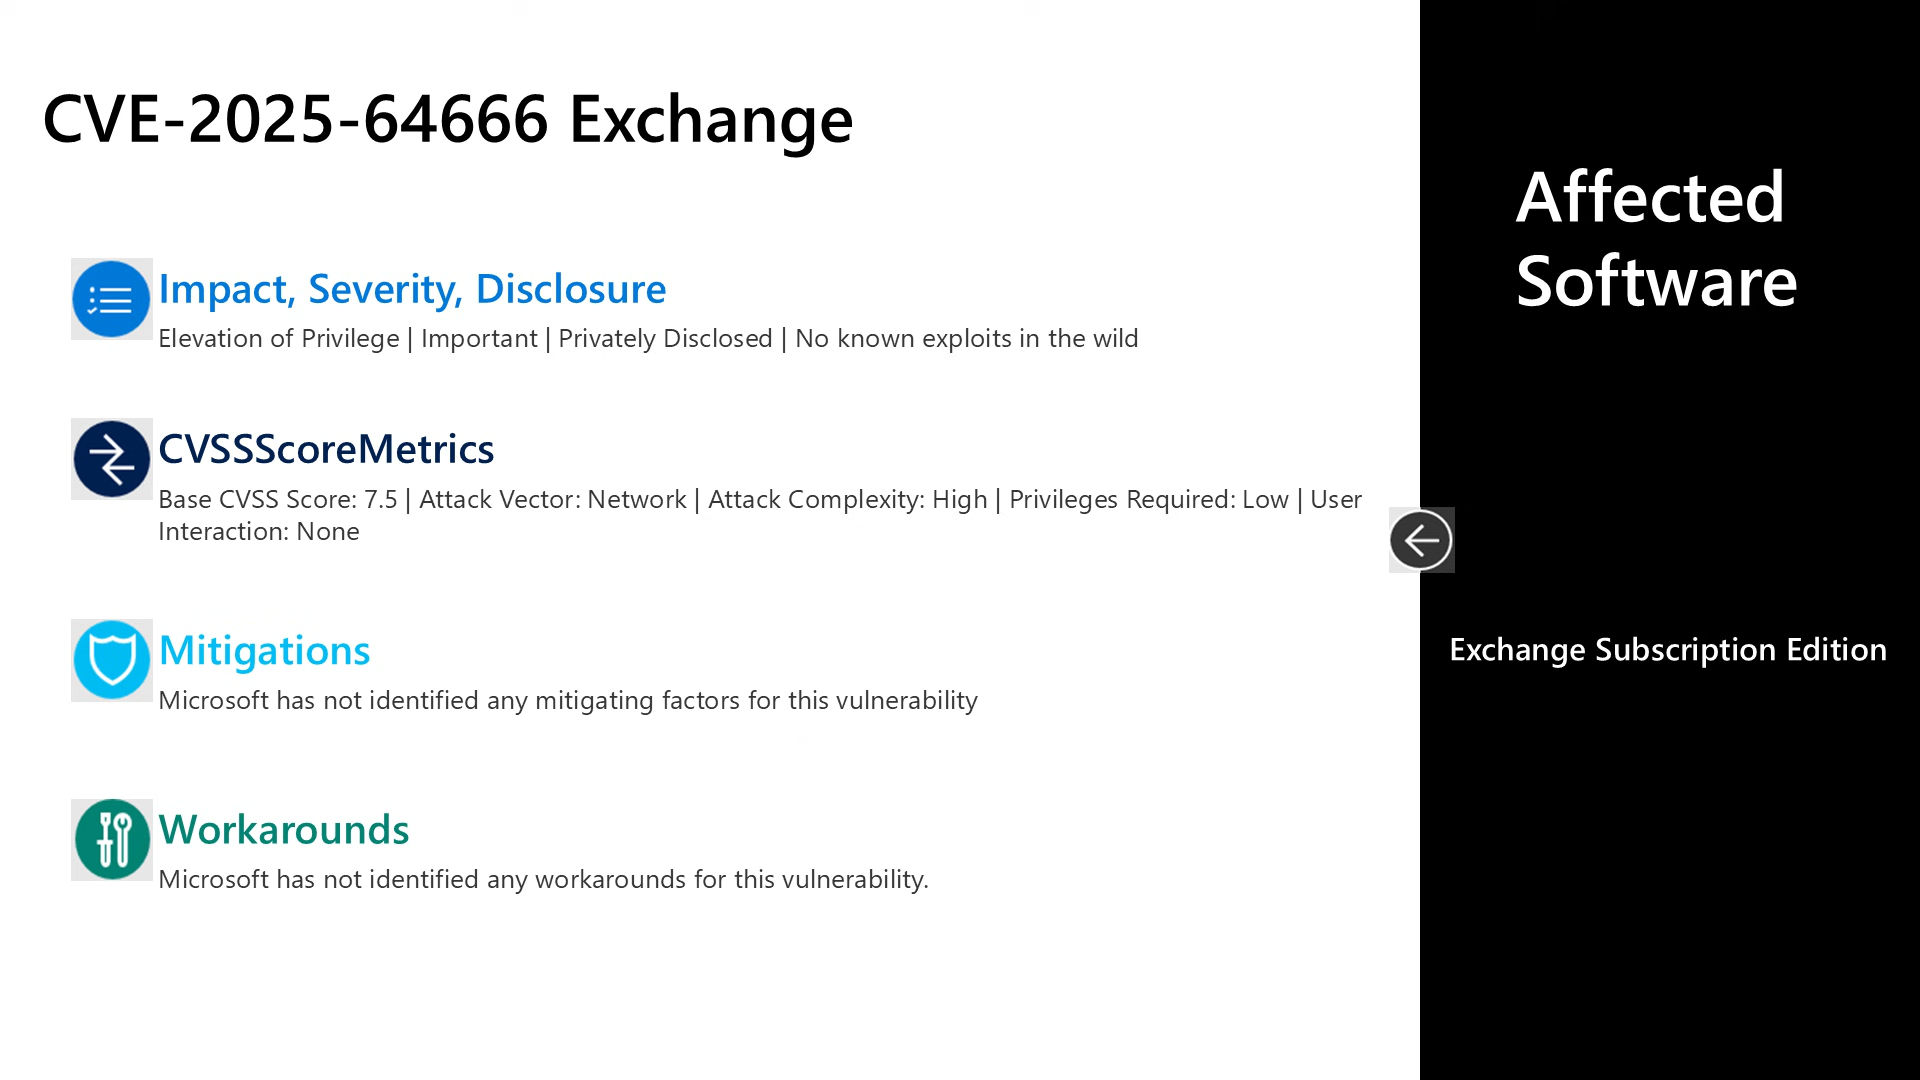 CVE-2025-64666 Exchange
Impact, Severity, Disclosure
Elevation of Privilege | Important | Privately Disclosed | No known exploits in the wild
CVSSScoreMetrics
Base CVSS Score: 7.5 | Attack Vector: Network | Attack Complexity: High | Privileges Required: Low | User
Interaction: None
Mitigations
Microsoft has not identified any mitigating factors for this vulnerability
Workarounds
Microsoft has not identified any workarounds for this vulnerability.
Affected
Software
Exchange Subscription Edition